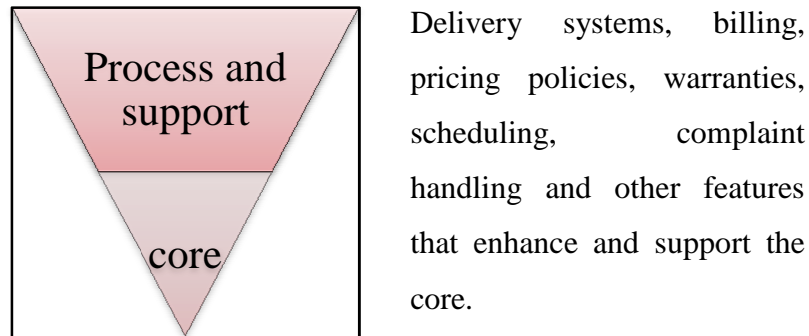 Process and
support
core
Delivery systems, billing,
pricing policies, warranties,
scheduling, complaint
handling and other features
that enhance and support the
core.